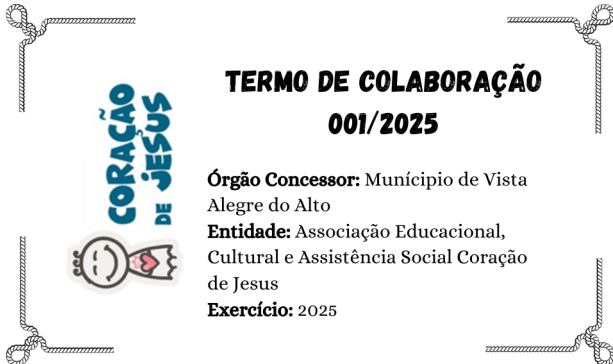 CORAÇÃO
DE JESUS
TERMO DE COLABORAÇÃO
001/2025
Órgão Concessor: Munícipio de Vista
Alegre do Alto
Entidade: Associação Educacional,
Cultural e Assistência Social Coração
de Jesus
Exercício: 2025